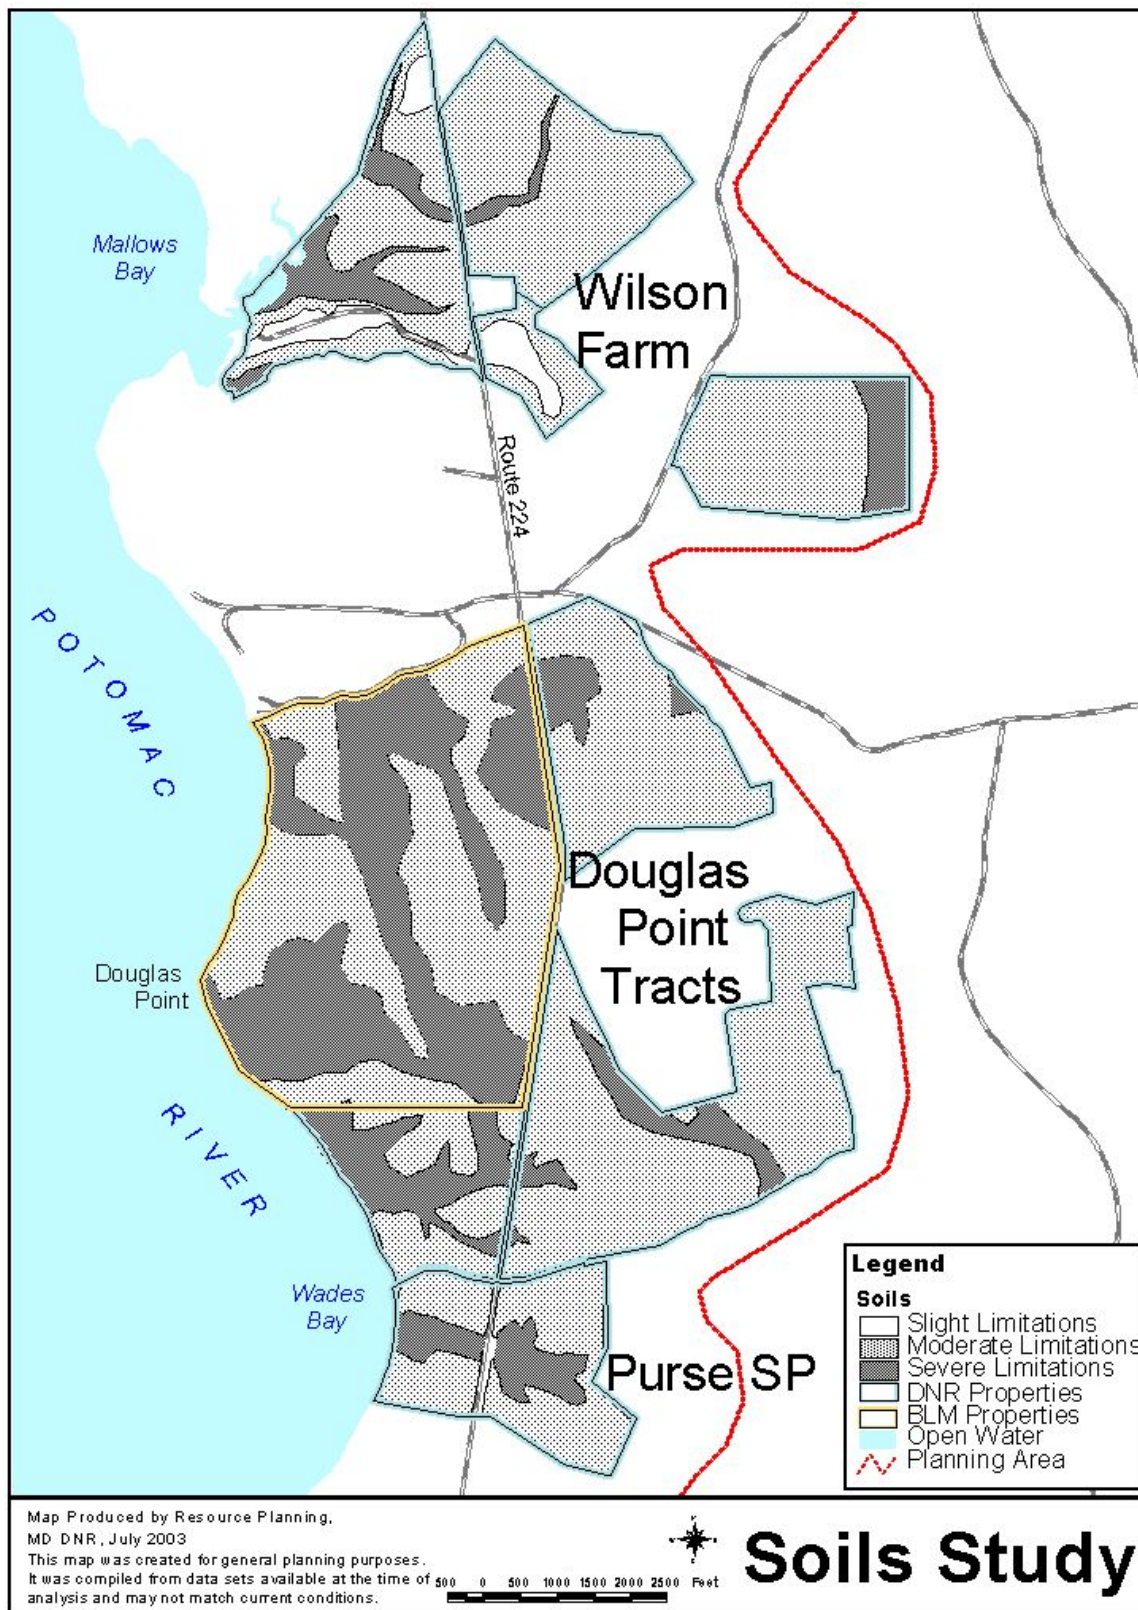 Mallows
Bay
Wilson
Farm
Route 224
POTOMAC
Douglas
Point
Tracts
Douglas
Point
RIVER
Wades
Bay
Purse SP
Legend
Soils
Slight Limitations
Moderate Limitations
Severe Limitations
DNR Properties
BLM Properties
Open Water
Planning Area
Map Produced by Resource Planning,
MD DNR, July 2003
This map was created for general planning purposes.
It was compiled from data sets available at the time of
analysis and may not match current conditions.
500 0 500 1000 1500 2000 2500 Feet
Soils Study